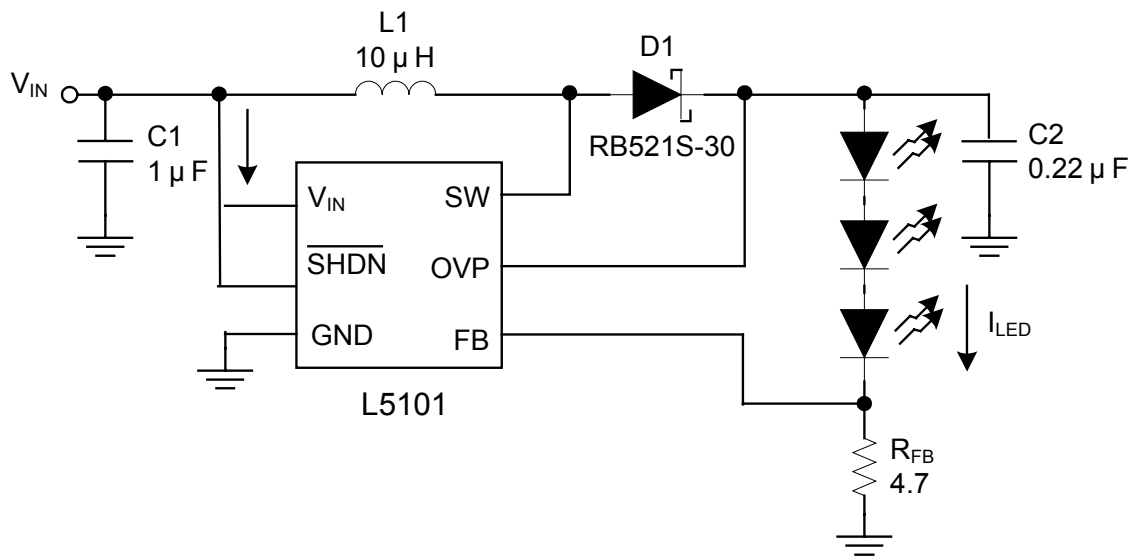 L1
10 µ H
D1
V_IN
C1
1 µ F
RB521S-30
C2
0.22 µ F
V_IN
SW
SHDN
OVP
GND
FB
I_LED
L5101
R_FB
4.7